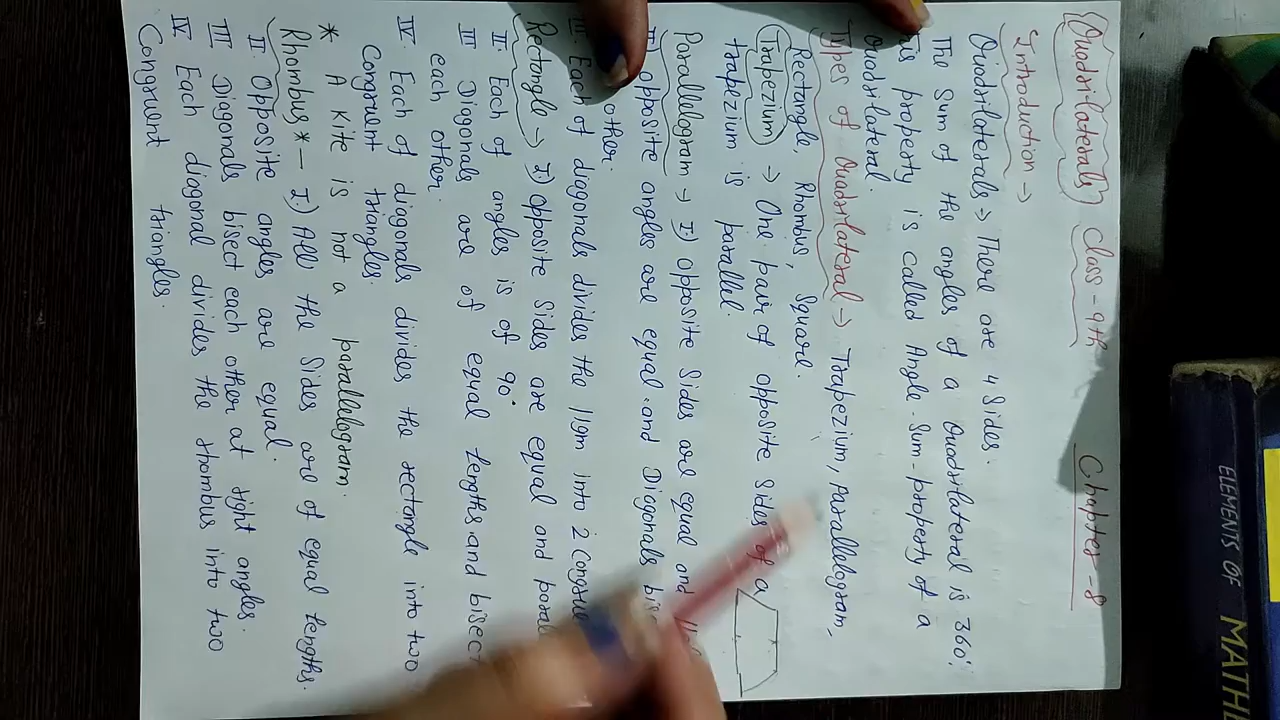 Quadrilaterals class-9th Chapter-8
Introduction →
Quadrilaterals → There are 4 Sides.
The Sum of the angles of a Quadrilateral is 360°.
This property is called Angle-Sum-property of a
Quadrilateral.
Types of Quadrilateral → Trapezium, Parallelogram,
Rectangle, Rhombus, Square.
Trapezium → One pair of opposite Sides of a
trapezium is parallel.
Parallelogram → I) opposite Sides are equal and
II) opposite angles are equal and Diagonals
other.
III. Each of diagonals divides the llgm into 2
Rectangle → I) opposite Sides are equal and
II. Each of angles is of 90°
III Diagonals are of equal lengths and bisect
each other.
IV. Each of diagonals divides the rectangle into two
Congruent triangles.
* A Kite is not a parallelogram.
Rhombus * — I.) All the Sides are of equal lengths.
II. Opposite angles are equal.
III Diagonals bisect each other at right angles.
IV Each diagonal divides the rhombus into two
Congruent triangles.
ELEMENTS OF